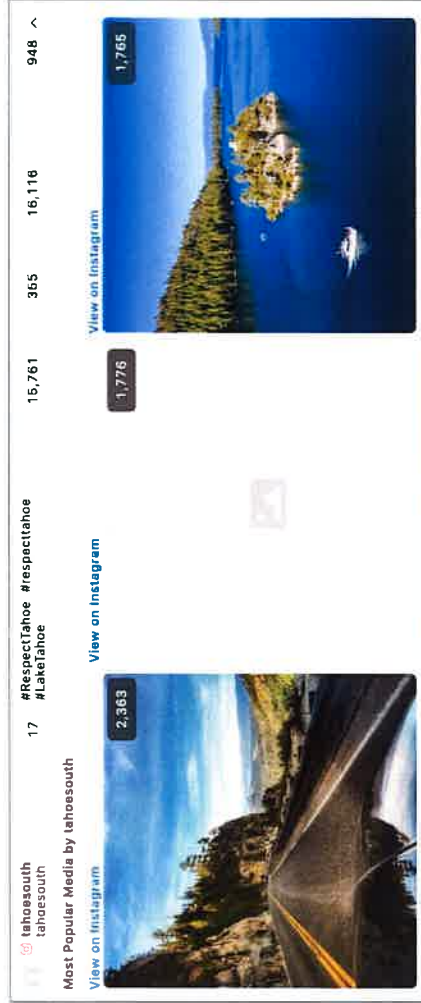 tahoesouth 17 #RespectTahoe #respecttahoe 15,761 355 16,116 948
tahoesouth #LakeTahoe
Most Popular Media by tahoesouth
View on Instagram View on Instagram View on Instagram
2,363 1,776 1,765